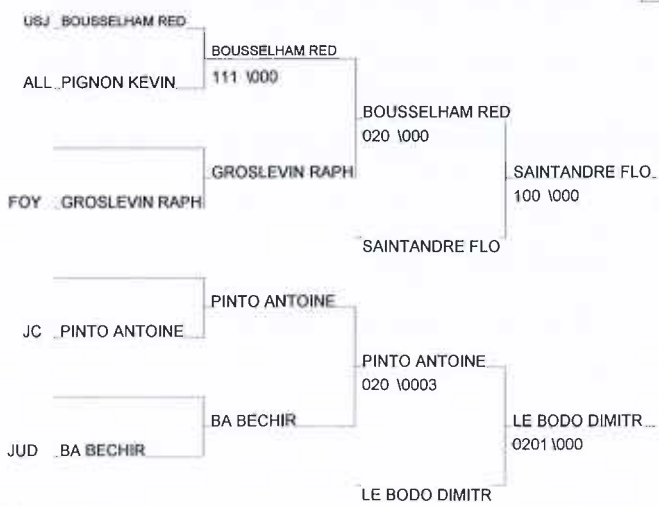 USJ BOUSSELHAM RED
BOUSSELHAM RED
ALL PIGNON KEVIN
111 \000
BOUSSELHAM RED
020 \000
GROSLEVIN RAPH
SAINTANDRE FLO
100 \000
FOY GROSLEVIN RAPH
SAINTANDRE FLO
PINTO ANTOINE
JC PINTO ANTOINE
PINTO ANTOINE
020 \0003
BA BECHIR
LE BODO DIMITR
0201 \000
JUD BA BECHIR
LE BODO DIMITR